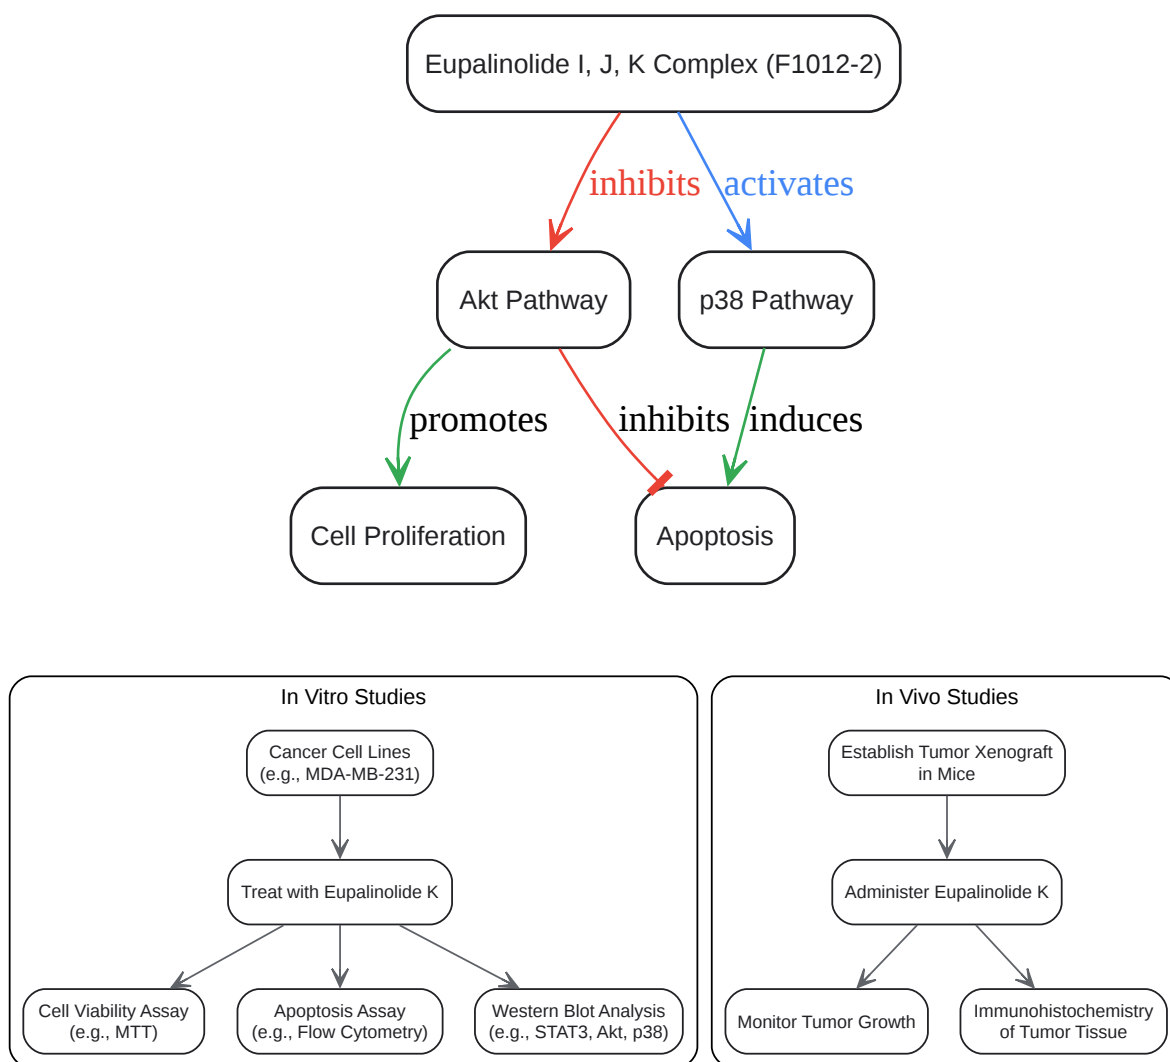 Eupalinolide I, J, K Complex (F1012-2)
inhibits
activates
Akt Pathway
p38 Pathway
promotes
inhibits
induces
Cell Proliferation
Apoptosis
In Vitro Studies
Cancer Cell Lines
(e.g., MDA-MB-231)
Treat with Eupalinolide K
Cell Viability Assay
(e.g., MTT)
Apoptosis Assay
(e.g., Flow Cytometry)
Western Blot Analysis
(e.g., STAT3, Akt, p38)
In Vivo Studies
Establish Tumor Xenograft
in Mice
Administer Eupalinolide K
Monitor Tumor Growth
Immunohistochemistry
of Tumor Tissue